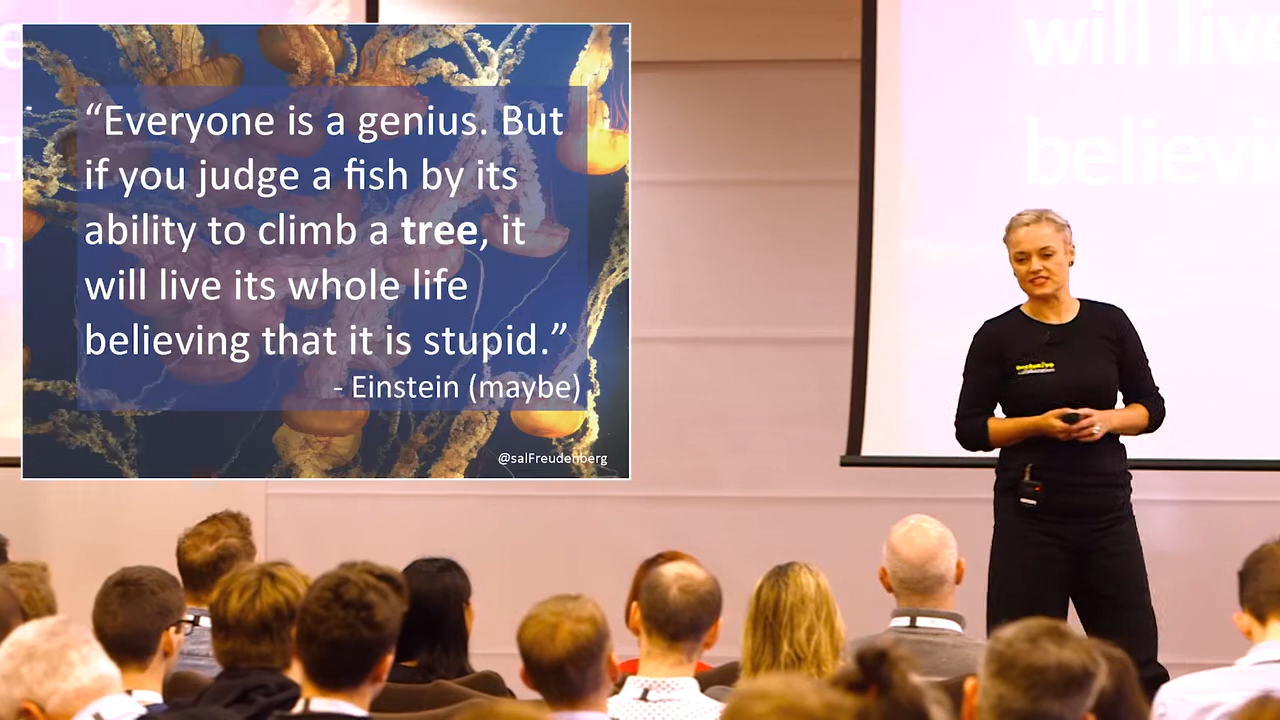 “Everyone is a genius. But
if you judge a fish by its
ability to climb a tree, it
will live its whole life
believing that it is stupid.”
- Einstein (maybe)
@salFreudenberg
will live
believi